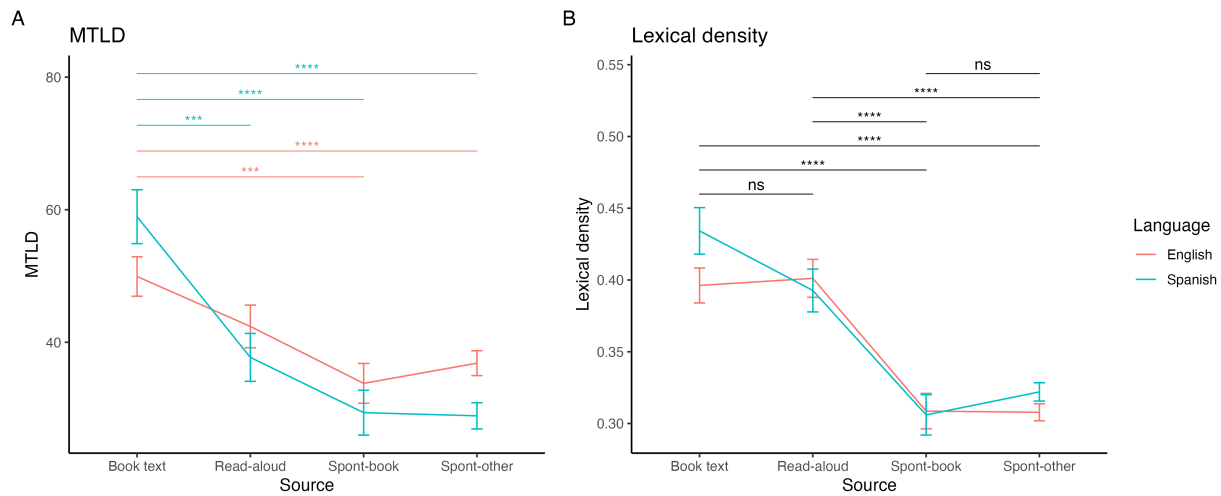 A
MTLD
80
60
40
MTLD
****
****
***
****
***
Book text
Read-aloud
Spont-book
Spont-other
Source
B
Lexical density
0.55
0.50
0.45
0.40
0.35
0.30
Lexical density
ns
****
****
****
****
ns
Book text
Read-aloud
Spont-book
Spont-other
Source
Language
English
Spanish